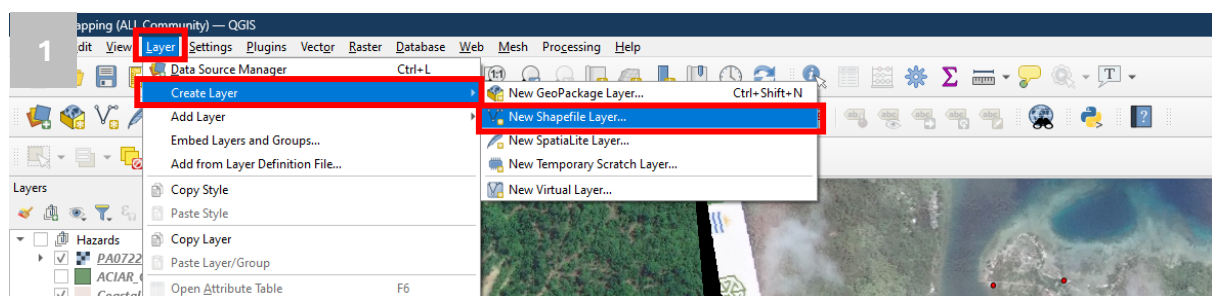 apping (ALL Community) — QGIS
1
dit View Layer Settings Plugins Vector Raster Database Web Mesh Processing Help
Data Source Manager Ctrl+L
Create Layer
Add Layer
Embed Layers and Groups...
Add from Layer Definition File...
Copy Style
Paste Style
Copy Layer
Paste Layer/Group
Open Attribute Table F6
New GeoPackage Layer... Ctrl+Shift+N
New Shapefile Layer...
New SpatiaLite Layer...
New Temporary Scratch Layer...
New Virtual Layer...
Layers
Hazards
PA0722
ACIAR_
Coastal